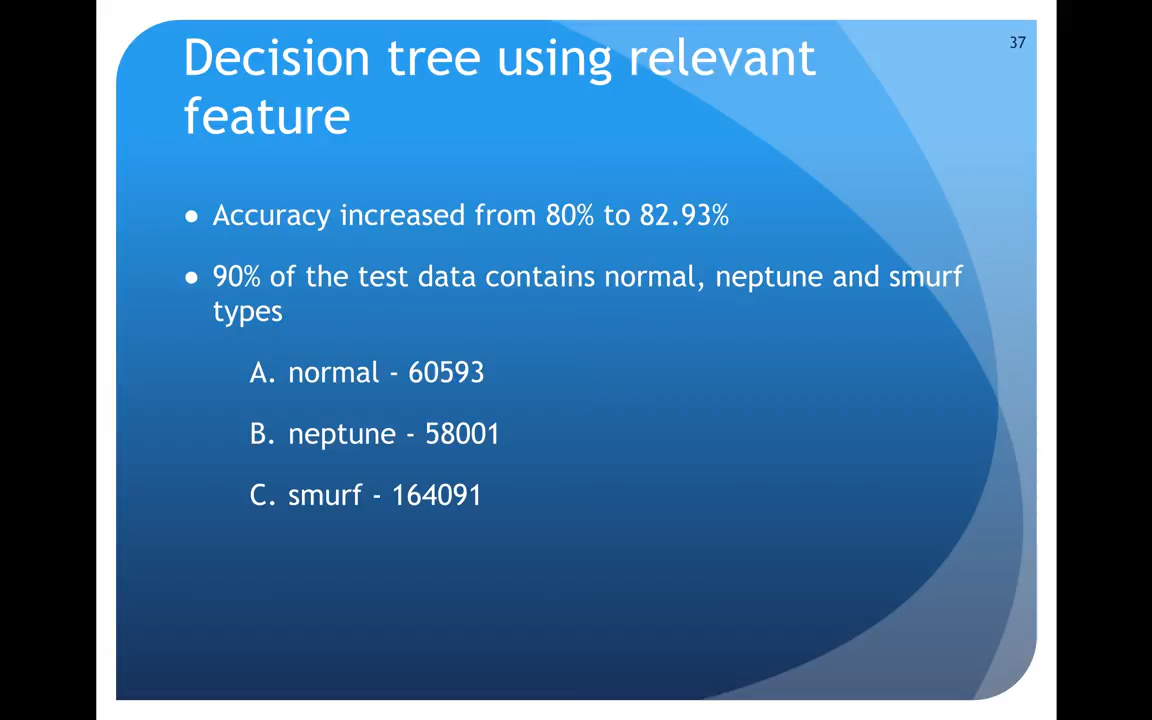 37
Decision tree using relevant
feature
● Accuracy increased from 80% to 82.93%
● 90% of the test data contains normal, neptune and smurf
types
A. normal - 60593
B. neptune - 58001
C. smurf - 164091